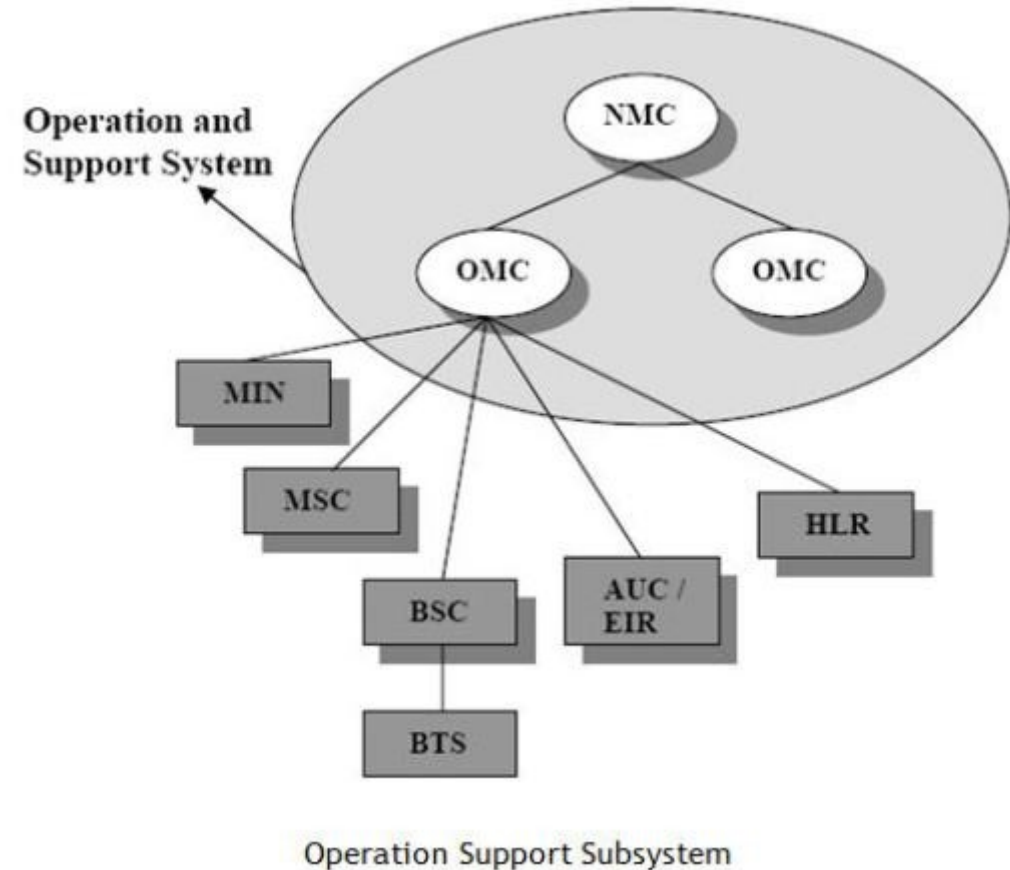 Operation and
Support System
NMC
OMC
OMC
MIN
MSC
HLR
BSC
AUC /
EIR
BTS
Operation Support Subsystem